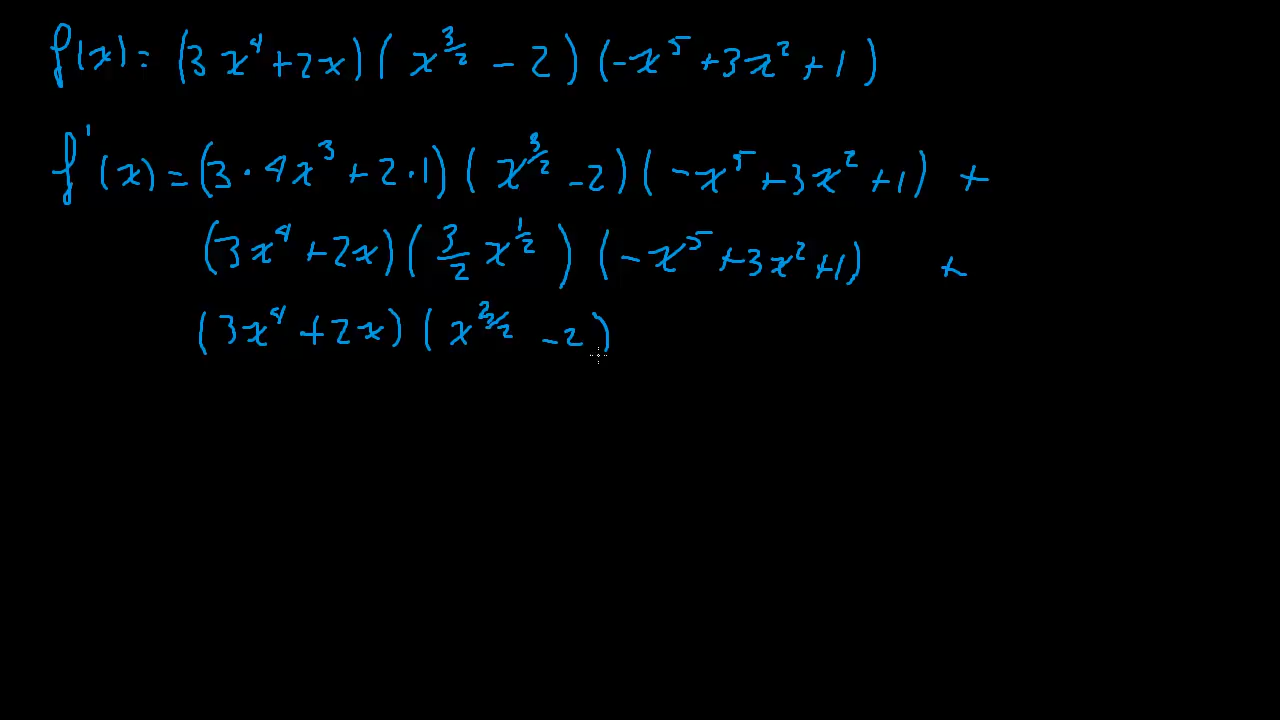 f(x) = (3x^4 + 2x)(x^{3/2} - 2)(-x^5 + 3x^2 + 1)
f'(x) = (3 · 4x^3 + 2 · 1)(x^{3/2} - 2)(-x^5 + 3x^2 + 1) +
(3x^4 + 2x)(3/2 x^{1/2})(-x^5 + 3x^2 + 1) +
(3x^4 + 2x)(x^{3/2} - 2)